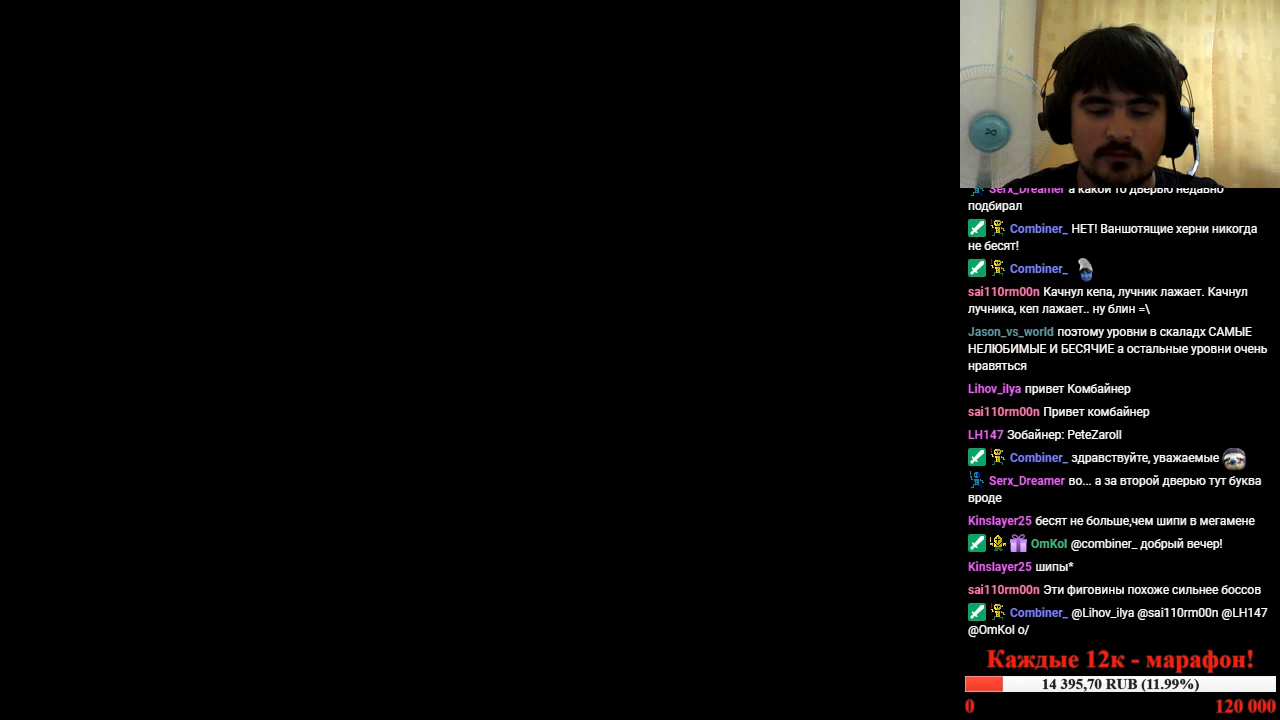 Serx_Dreamer а какой то дверью недавно
подбирал
Combiner_ НЕТ! Ваншотящие херни никогда
не бесят!
Combiner_
sai110rm00n Качнул кепа, лучник лажает. Качнул
лучника, кеп лажает.. ну блин =\
Jason_vs_world поэтому уровни в скаладх САМЫЕ
НЕЛЮБИМЫЕ И БЕСЯЧИЕ а остальные уровни очень
нравяться
Lihov_ilya привет Комбайнер
sai110rm00n Привет комбайнер
LH147 Зобайнер: PeteZaroll
Combiner_ здравствуйте, уважаемые
Serx_Dreamer во... а за второй дверью тут буква
вроде
Kinslayer25 бесят не больше,чем шипи в мегамене
OmKol @combiner_ добрый вечер!
Kinslayer25 шипы*
sai110rm00n Эти фиговины похоже сильнее боссов
Combiner_ @Lihov_ilya @sai110rm00n @LH147
@OmKol o/
Каждые 12к - марафон!
14 395,70 RUB (11.99%)
0 120 000